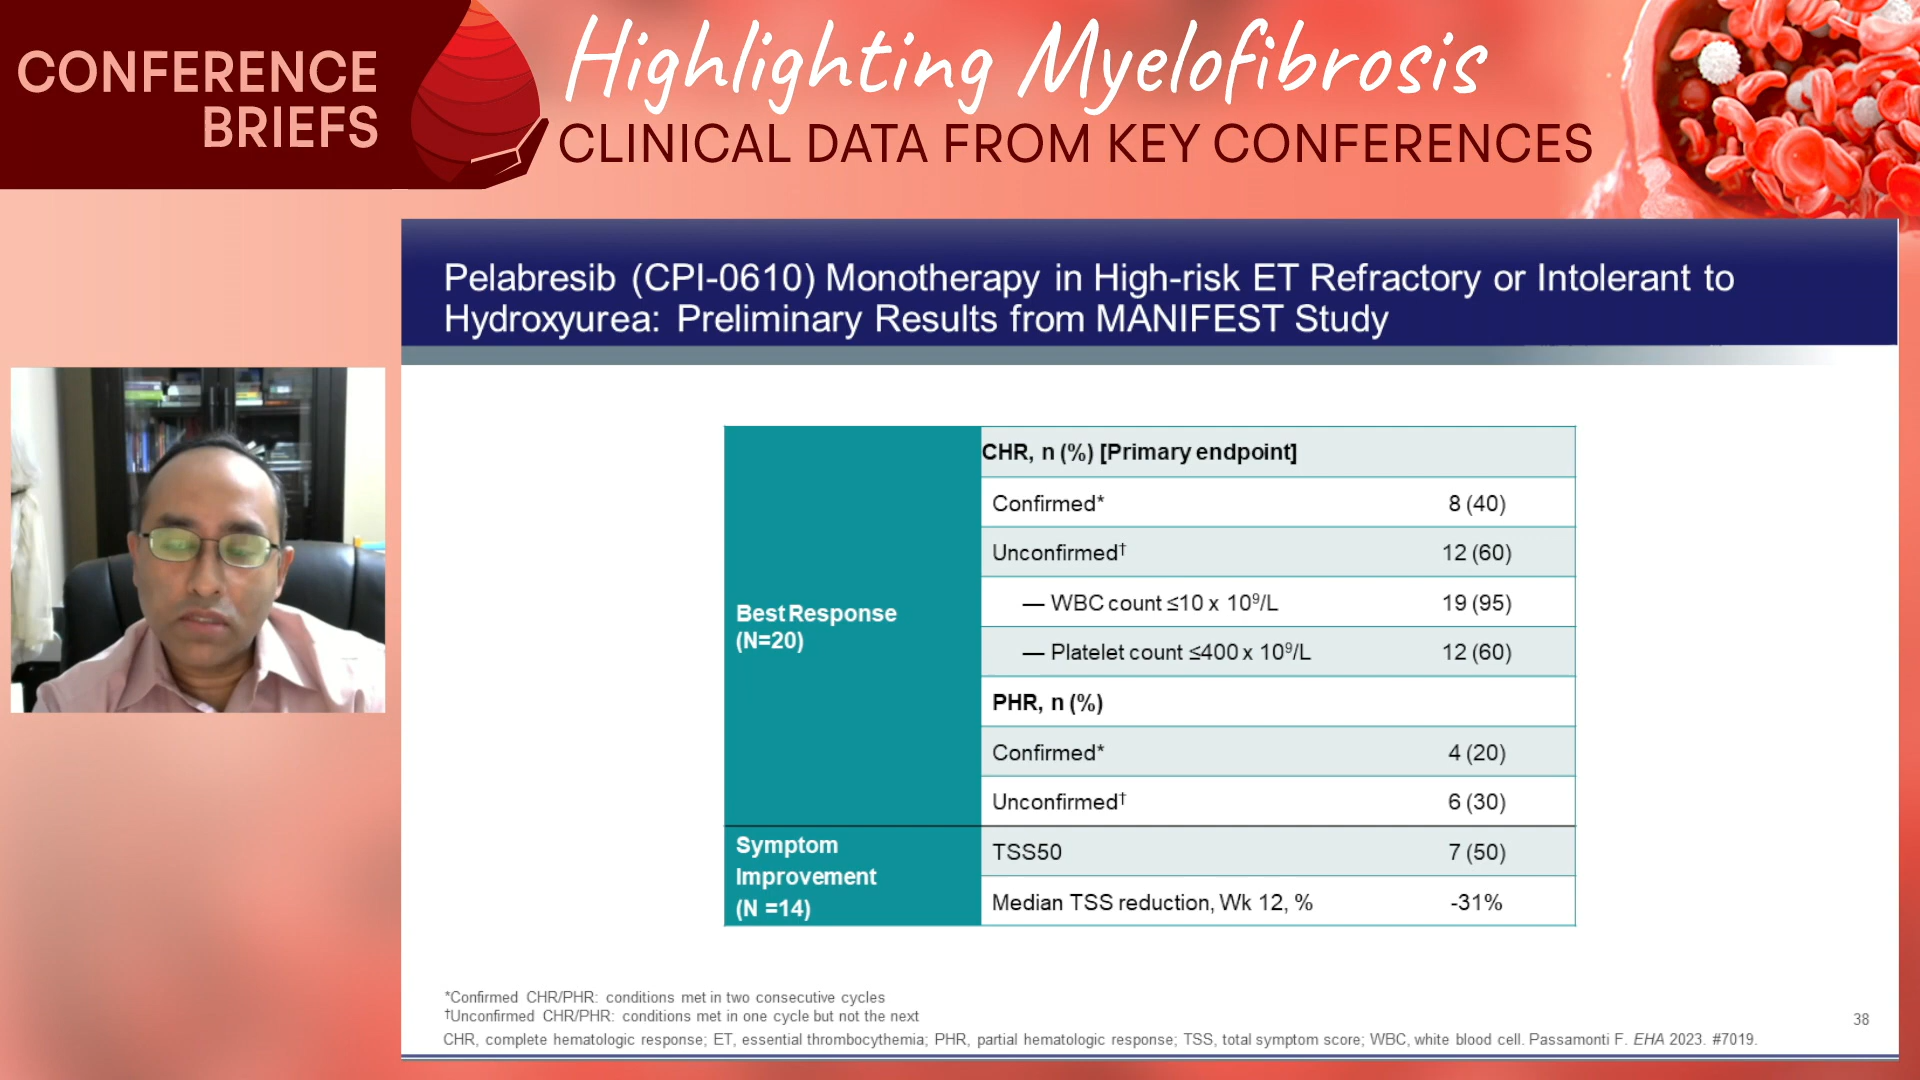 CONFERENCE
BRIEFS
Highlighting Myelofibrosis
CLINICAL DATA FROM KEY CONFERENCES
Pelabresib (CPI-0610) Monotherapy in High-risk ET Refractory or Intolerant to
Hydroxyurea: Preliminary Results from MANIFEST Study
Best Response
(N=20)
CHR, n (%) [Primary endpoint]
Confirmed* 8 (40)
Unconfirmed† 12 (60)
— WBC count ≤10 x 10⁹/L 19 (95)
— Platelet count ≤400 x 10⁹/L 12 (60)
PHR, n (%)
Confirmed* 4 (20)
Unconfirmed† 6 (30)
Symptom
Improvement
(N =14)
TSS50 7 (50)
Median TSS reduction, Wk 12, % -31%
*Confirmed CHR/PHR: conditions met in two consecutive cycles
†Unconfirmed CHR/PHR: conditions met in one cycle but not the next
CHR, complete hematologic response; ET, essential thrombocythemia; PHR, partial hematologic response; TSS, total symptom score; WBC, white blood cell. Passamonti F. EHA 2023. #7019.
38